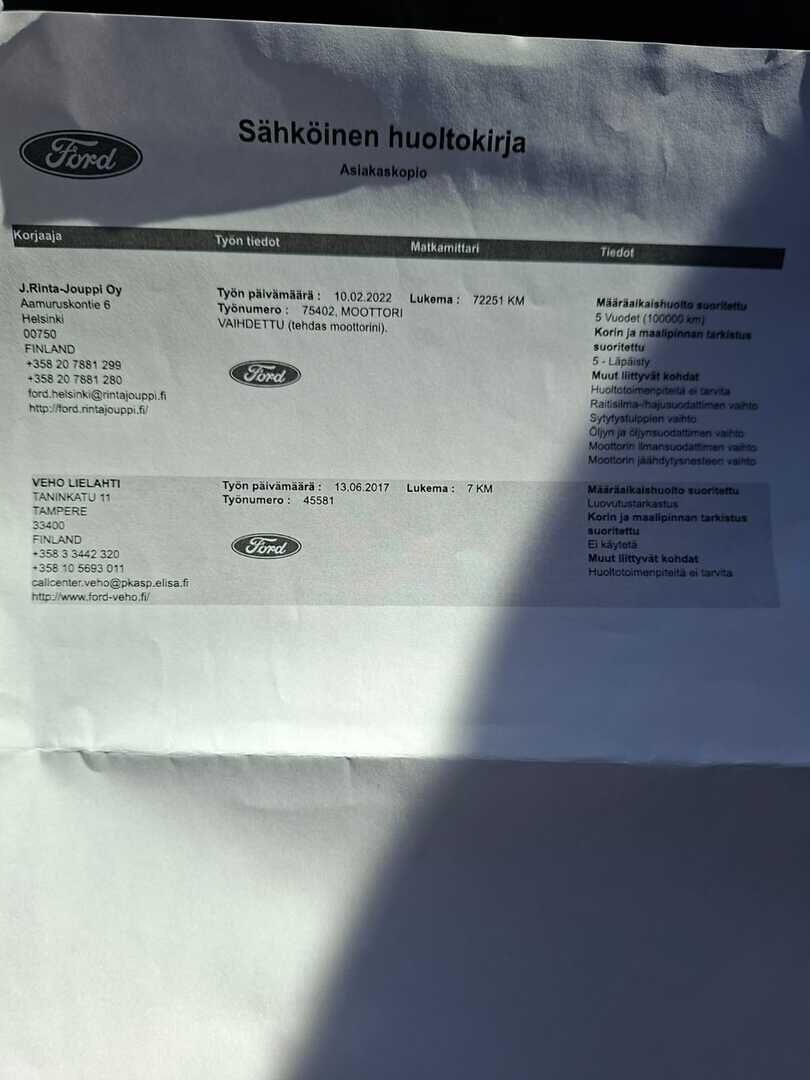 Ford
Sähköinen huoltokirja
Asiakaskopio
Korjaaja Työn tiedot Matkamittari Tiedot
J.Rinta-Jouppi Oy
Aamuruskontie 6
Helsinki
00750
FINLAND
+358 20 7881 299
+358 20 7881 280
ford.helsinki@rintajouppi.fi
http://ford.rintajouppi.fi/
Työn päivämäärä : 10.02.2022 Lukema : 72251 KM
Työnumero : 75402, MOOTTORI
VAIHDETTU (tehdas moottorini).
Ford
Määräaikaishuolto suoritettu
5 Vuodet (100000 km)
Korin ja maalipinnan tarkistus
suoritettu
5 - Läpäisty
Muut liittyvät kohdat
Huoltotoimenpiteitä ei tarvita
Raitisilma-/hajusuodattimen vaihto
Sytytystulppien vaihto
Öljyn ja öljynsuodattimen vaihto
Moottorin ilmansuodattimen vaihto
Moottorin jäähdytysnesteen vaihto
VEHO LIELAHTI
TANINKATU 11
TAMPERE
33400
FINLAND
+358 3 3442 320
+358 10 5693 011
callcenter.veho@pkasp.elisa.fi
http://www.ford-veho.fi/
Työn päivämäärä : 13.06.2017 Lukema : 7 KM
Työnumero : 45581
Ford
Määräaikaishuolto suoritettu
Luovutustarkastus
Korin ja maalipinnan tarkistus
suoritettu
Ei käytetä
Muut liittyvät kohdat
Huoltotoimenpiteitä ei tarvita